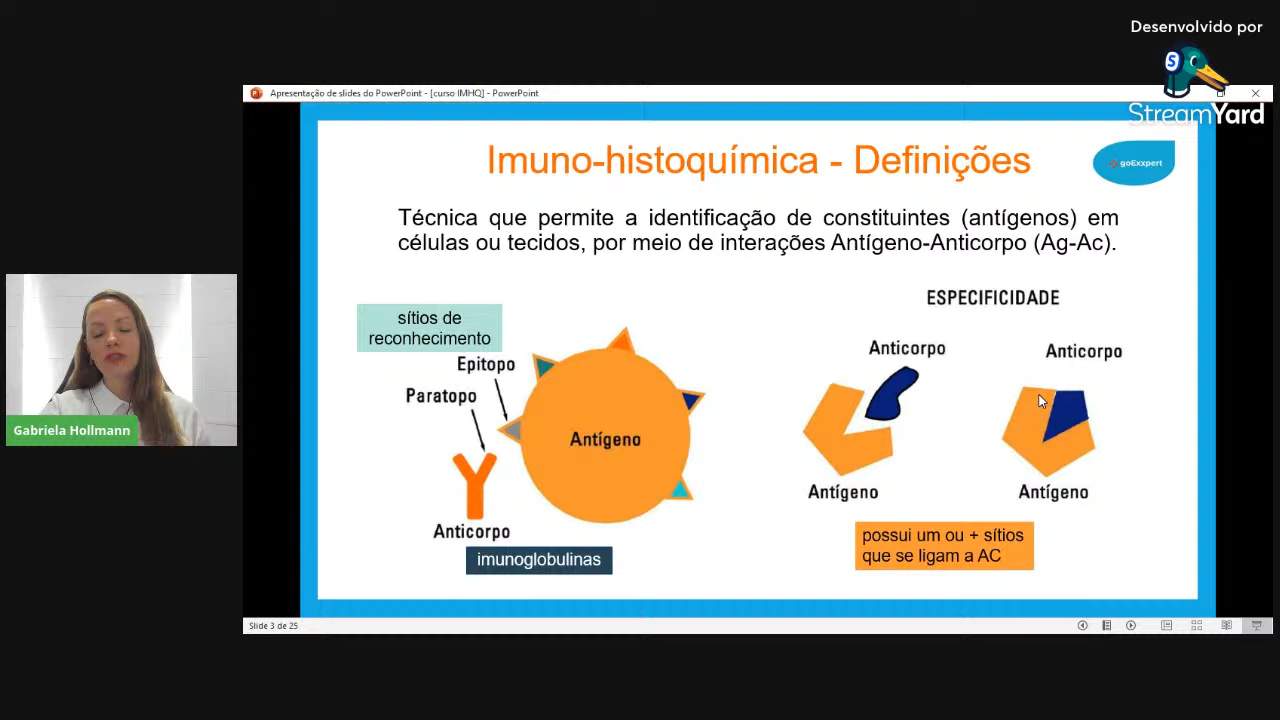 Desenvolvido por
StreamYard
Apresentação de slides do PowerPoint - [curso IMHQ] - PowerPoint
Imuno-histoquímica - Definições
goExxpert
Técnica que permite a identificação de constituintes (antígenos) em
células ou tecidos, por meio de interações Antígeno-Anticorpo (Ag-Ac).
sítios de
reconhecimento
Epitopo
Paratopo
Antígeno
Anticorpo
imunoglobulinas
ESPECIFICIDADE
Anticorpo
Anticorpo
Antígeno
Antígeno
possui um ou + sítios
que se ligam a AC
Gabriela Hollmann
Slide 3 de 25